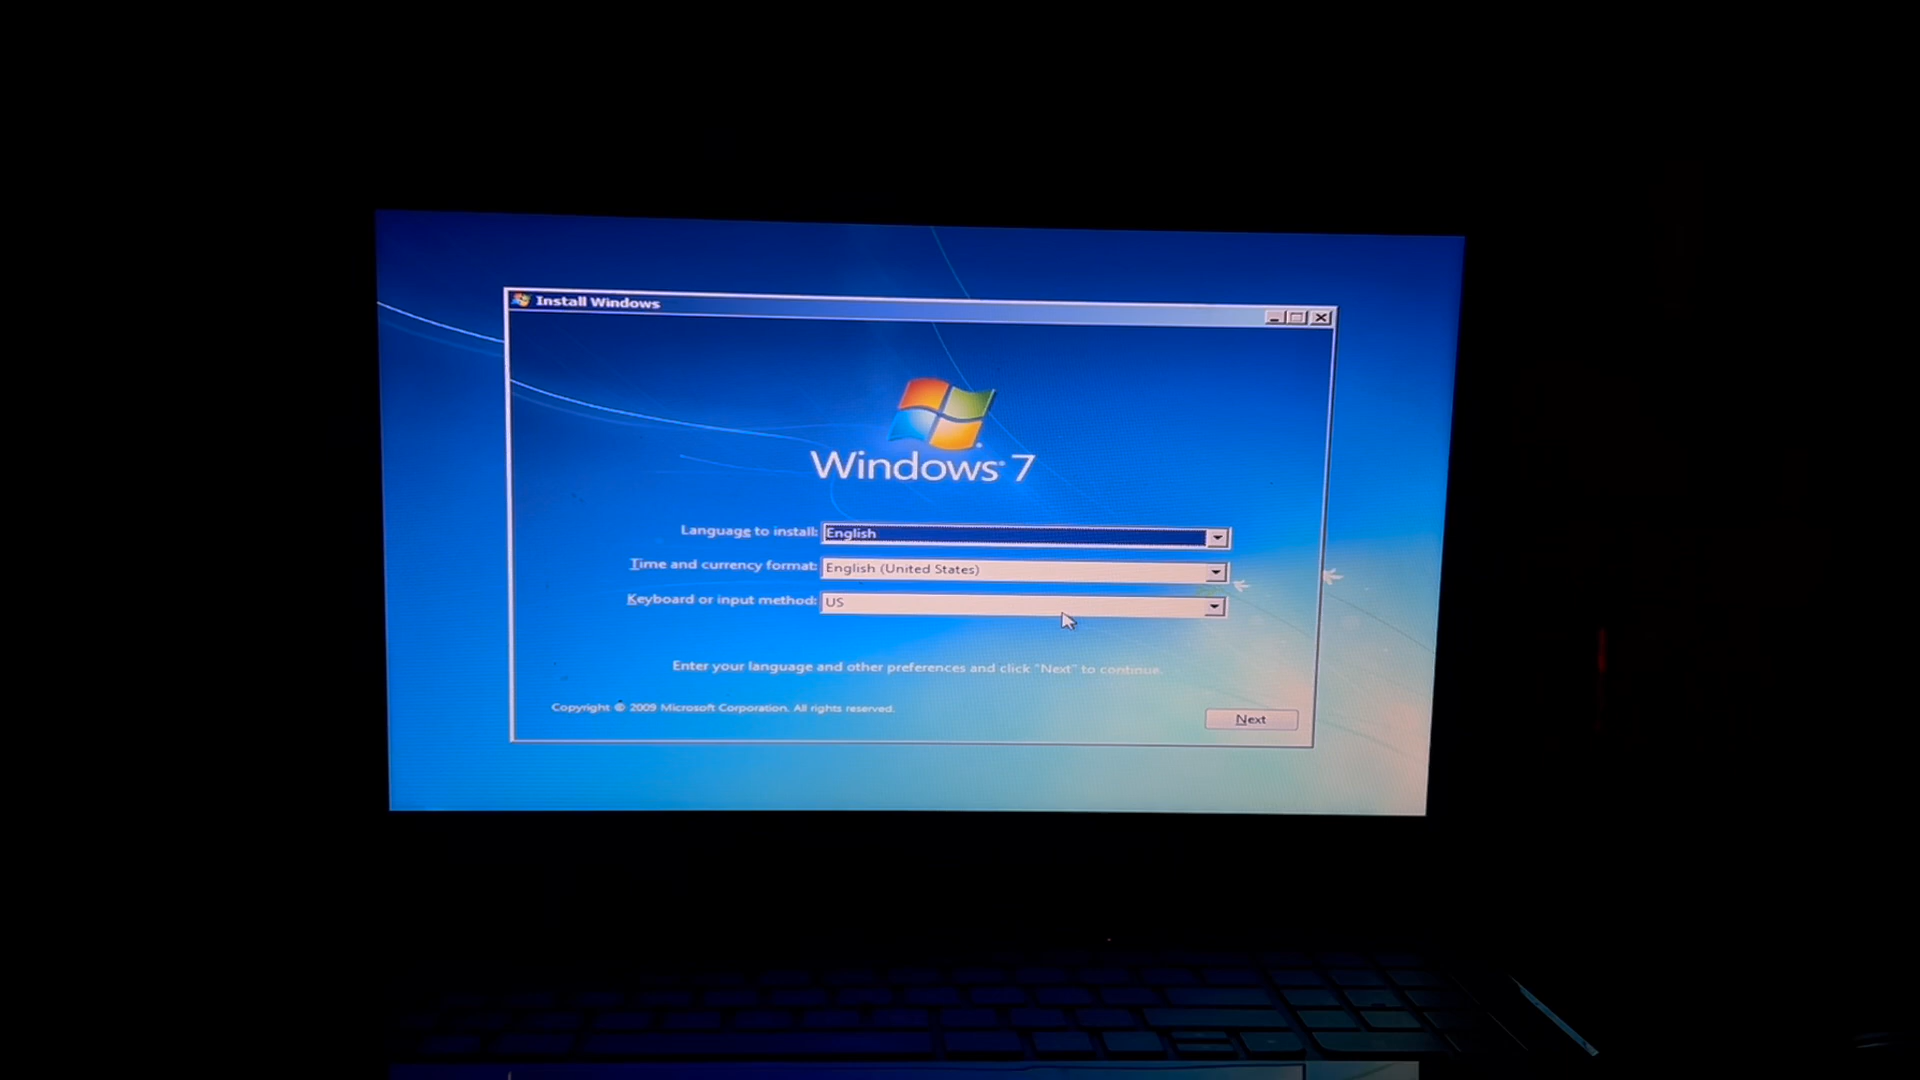 Install Windows
Windows® 7
Language to install: English
Time and currency format: English (United States)
Keyboard or input method: US
Enter your language and other preferences and click "Next" to continue.
Copyright © 2009 Microsoft Corporation. All rights reserved.
Next